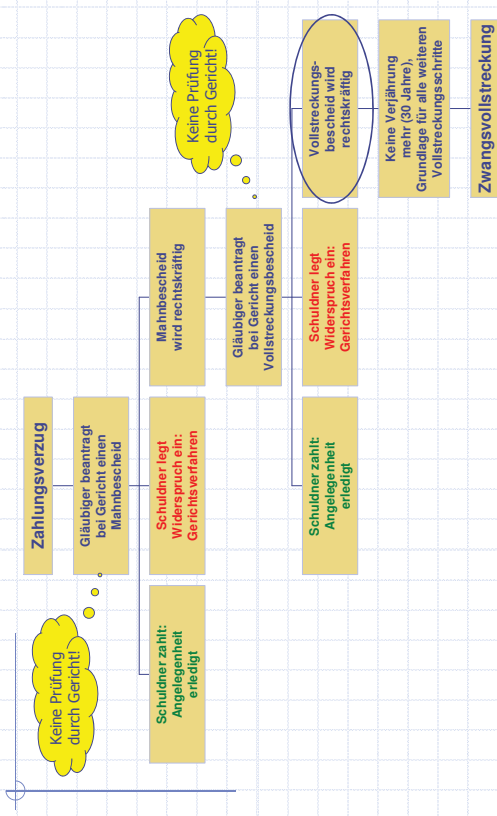 Zahlungsverzug
Keine Prüfung
durch Gericht!
Gläubiger beantragt
bei Gericht einen
Mahnbescheid
Schuldner zahlt:
Angelegenheit
erledigt
Schuldner legt
Widerspruch ein:
Gerichtsverfahren
Mahnbescheid
wird rechtskräftig
Keine Prüfung
durch Gericht!
Gläubiger beantragt
bei Gericht einen
Vollstreckungsbescheid
Schuldner zahlt:
Angelegenheit
erledigt
Schuldner legt
Widerspruch ein:
Gerichtsverfahren
Vollstreckungs-
bescheid wird
rechtskräftig
Keine Verjährung
mehr (30 Jahre),
Grundlage für alle weiteren
Vollstreckungsschritte
Zwangsvollstreckung